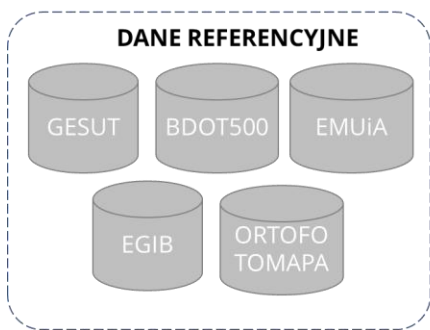 DANE REFERENCYJNE
GESUT
BDOT500
EMUiA
EGIB
ORTOFO
TOMAPA